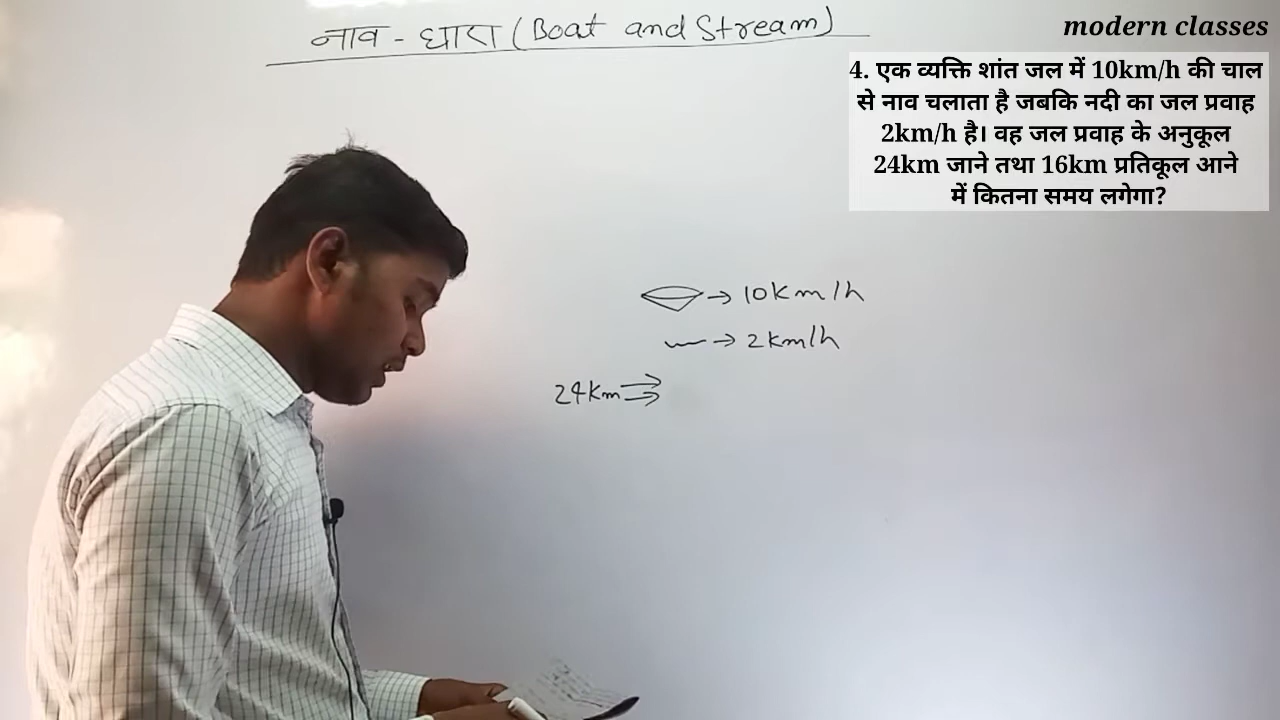 नाव - धारा (Boat and Stream)
modern classes
4. एक व्यक्ति शांत जल में 10km/h की चाल
से नाव चलाता है जबकि नदी का जल प्रवाह
2km/h है। वह जल प्रवाह के अनुकूल
24km जाने तथा 16km प्रतिकूल आने
में कितना समय लगेगा?
→ 10km/h
→ 2km/h
24km